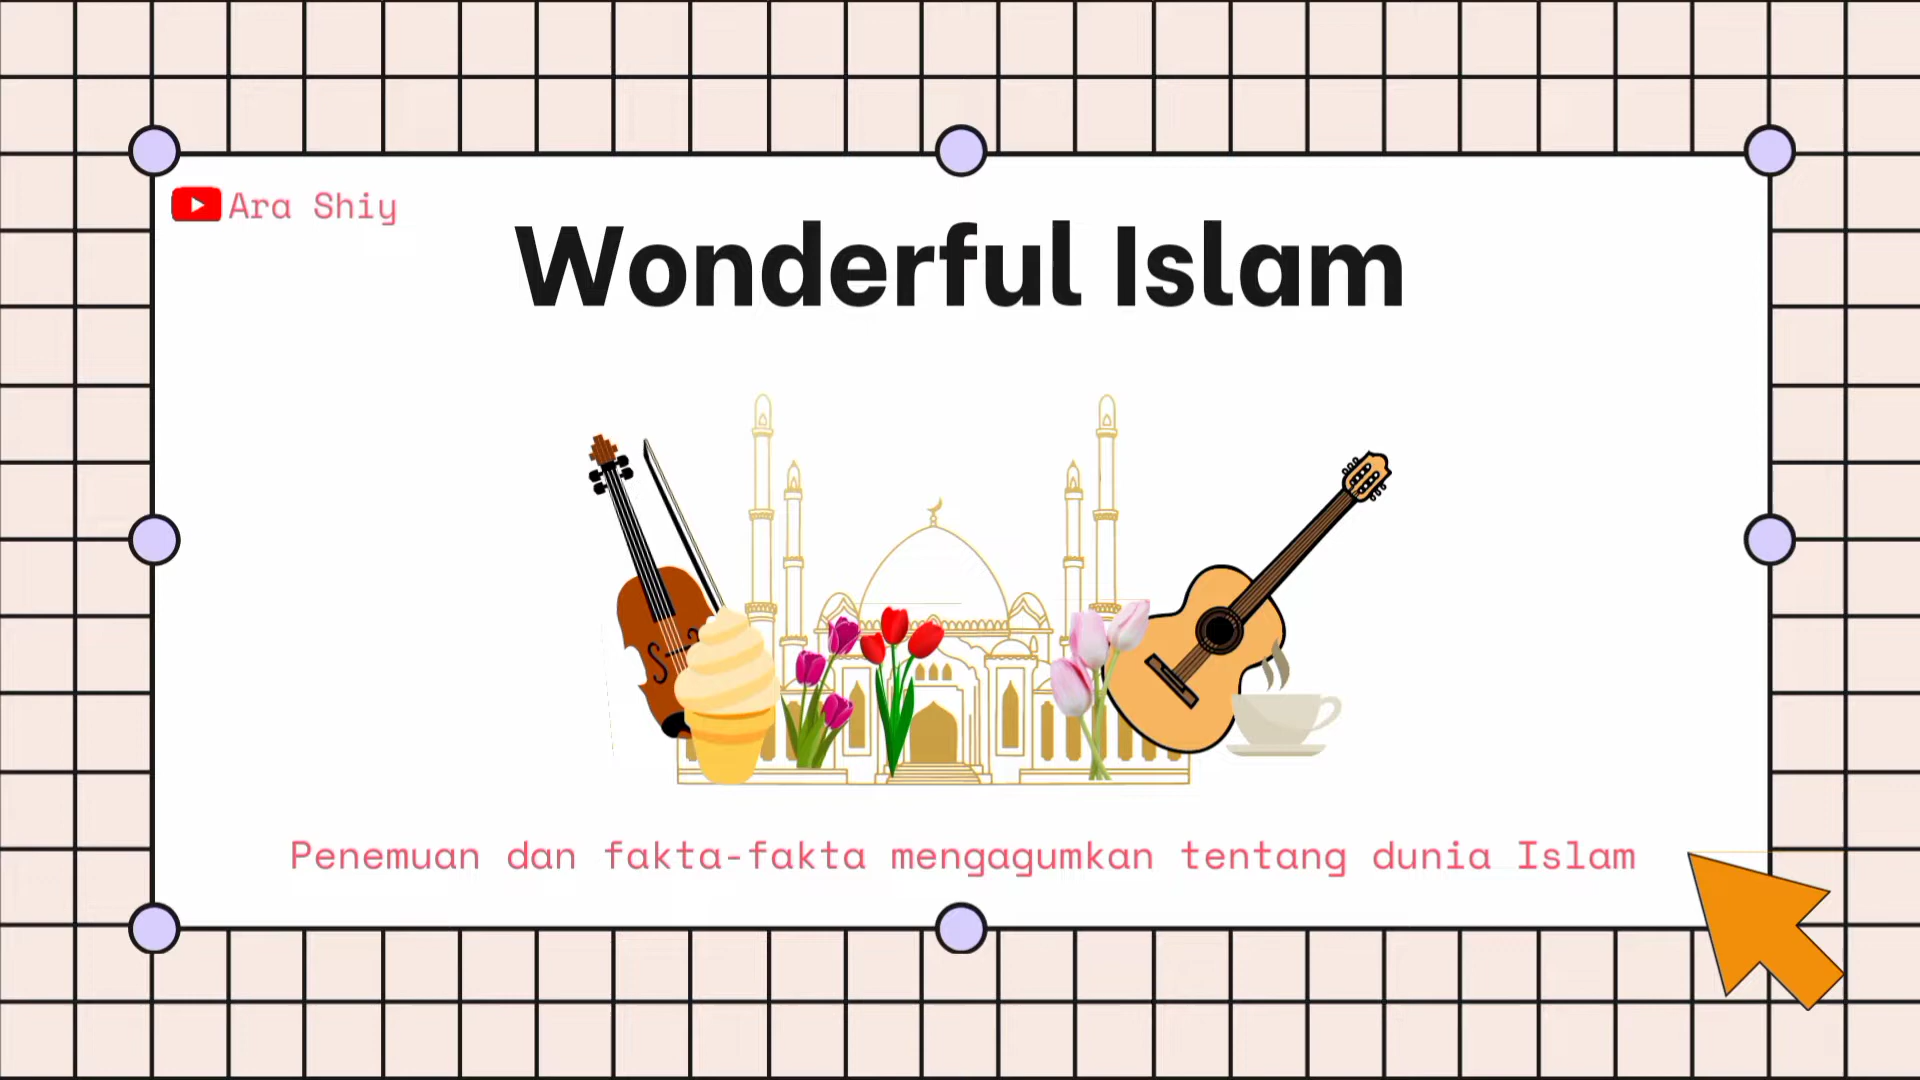 Ara Shiy
Wonderful Islam
Penemuan dan fakta-fakta mengagumkan tentang dunia Islam